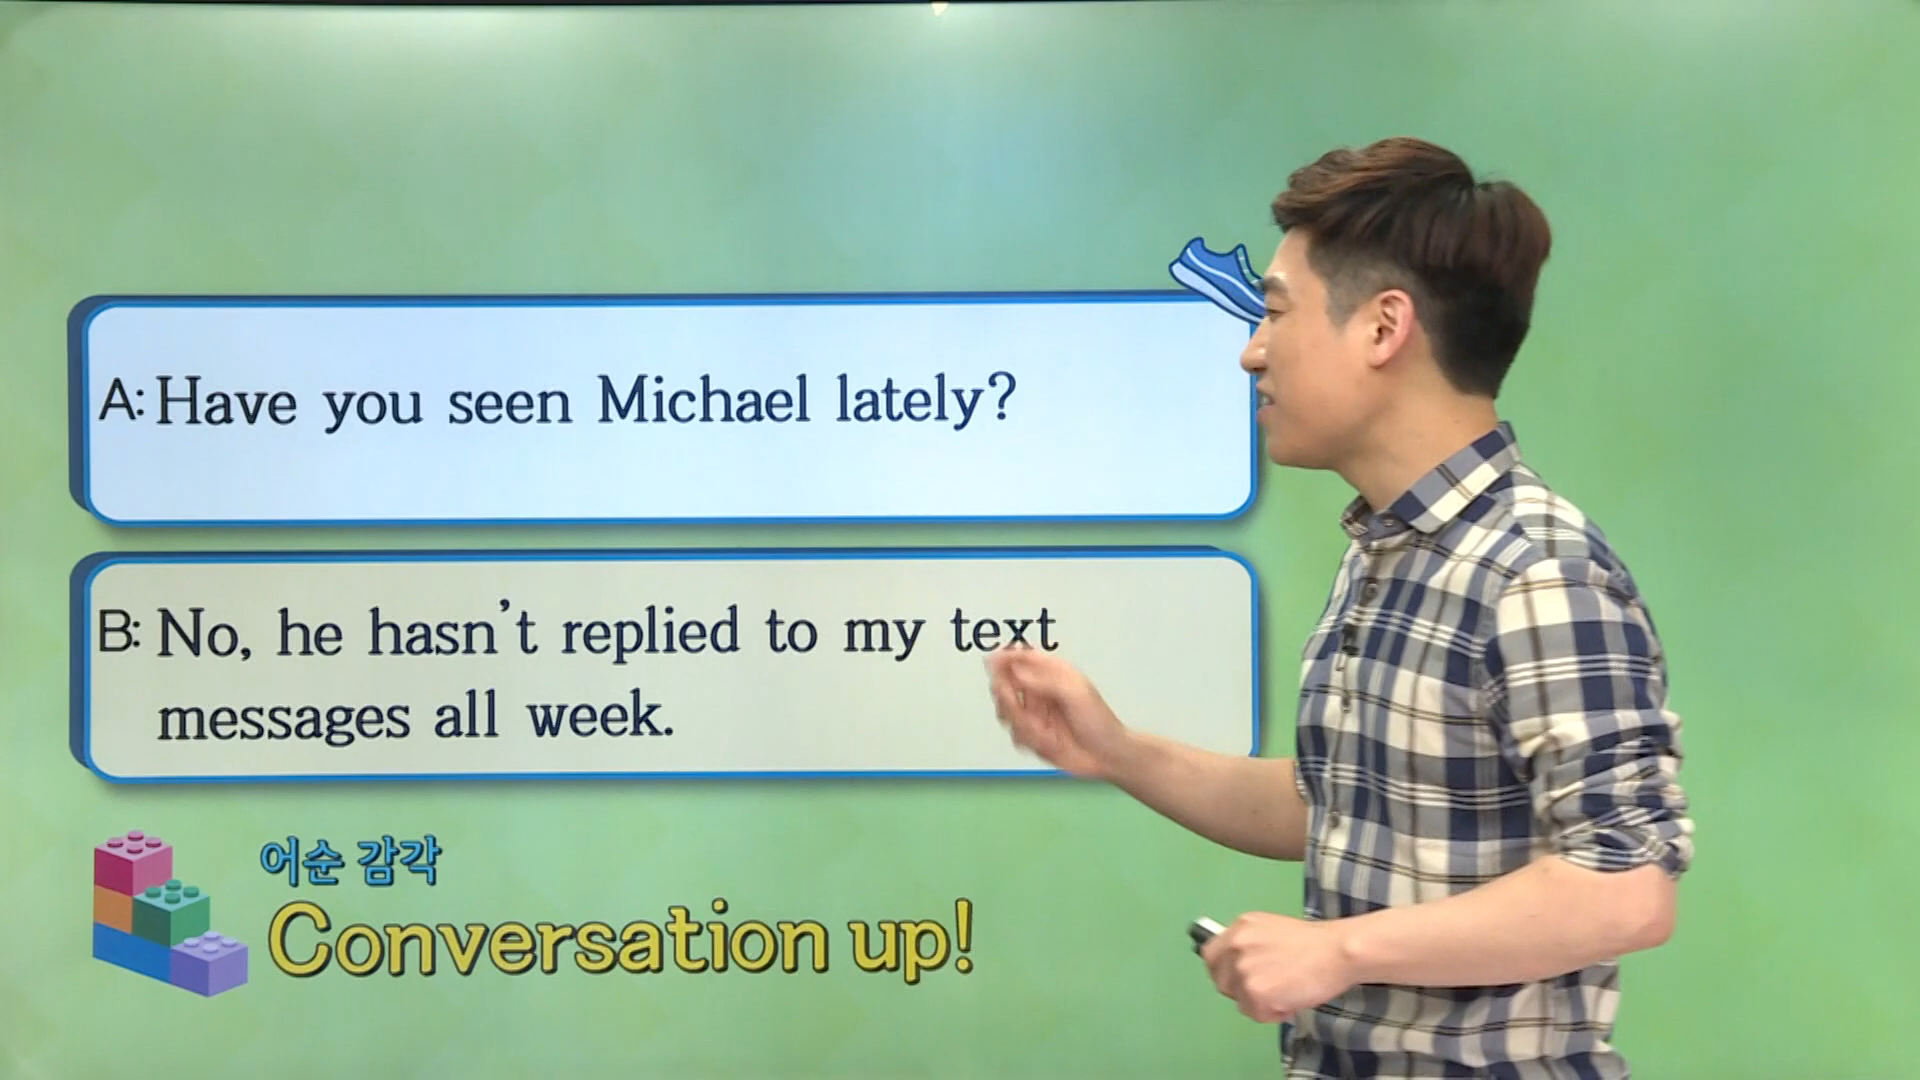 A: Have you seen Michael lately?
B: No, he hasn't replied to my text
messages all week.
어순 감각
Conversation up!